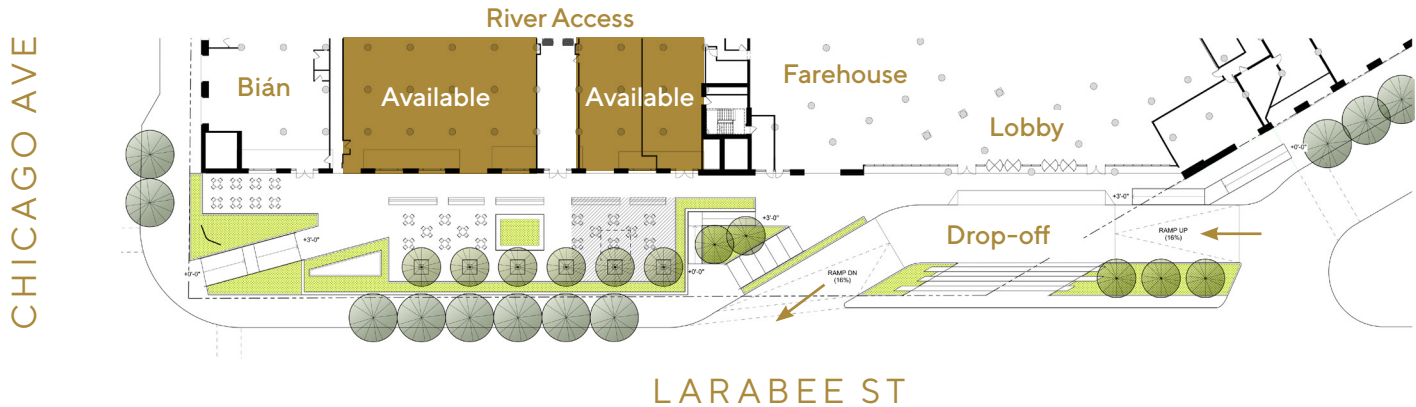 River Access
CHICAGO AVE
Bián
Available
Available
Farehouse
Lobby
+0'-0"
+3'-0"
+3'-0"
+3'-0"
Drop-off
RAMP UP
(16%)
+0'-0"
+0'-0"
RAMP DN
(16%)
LARABEE ST